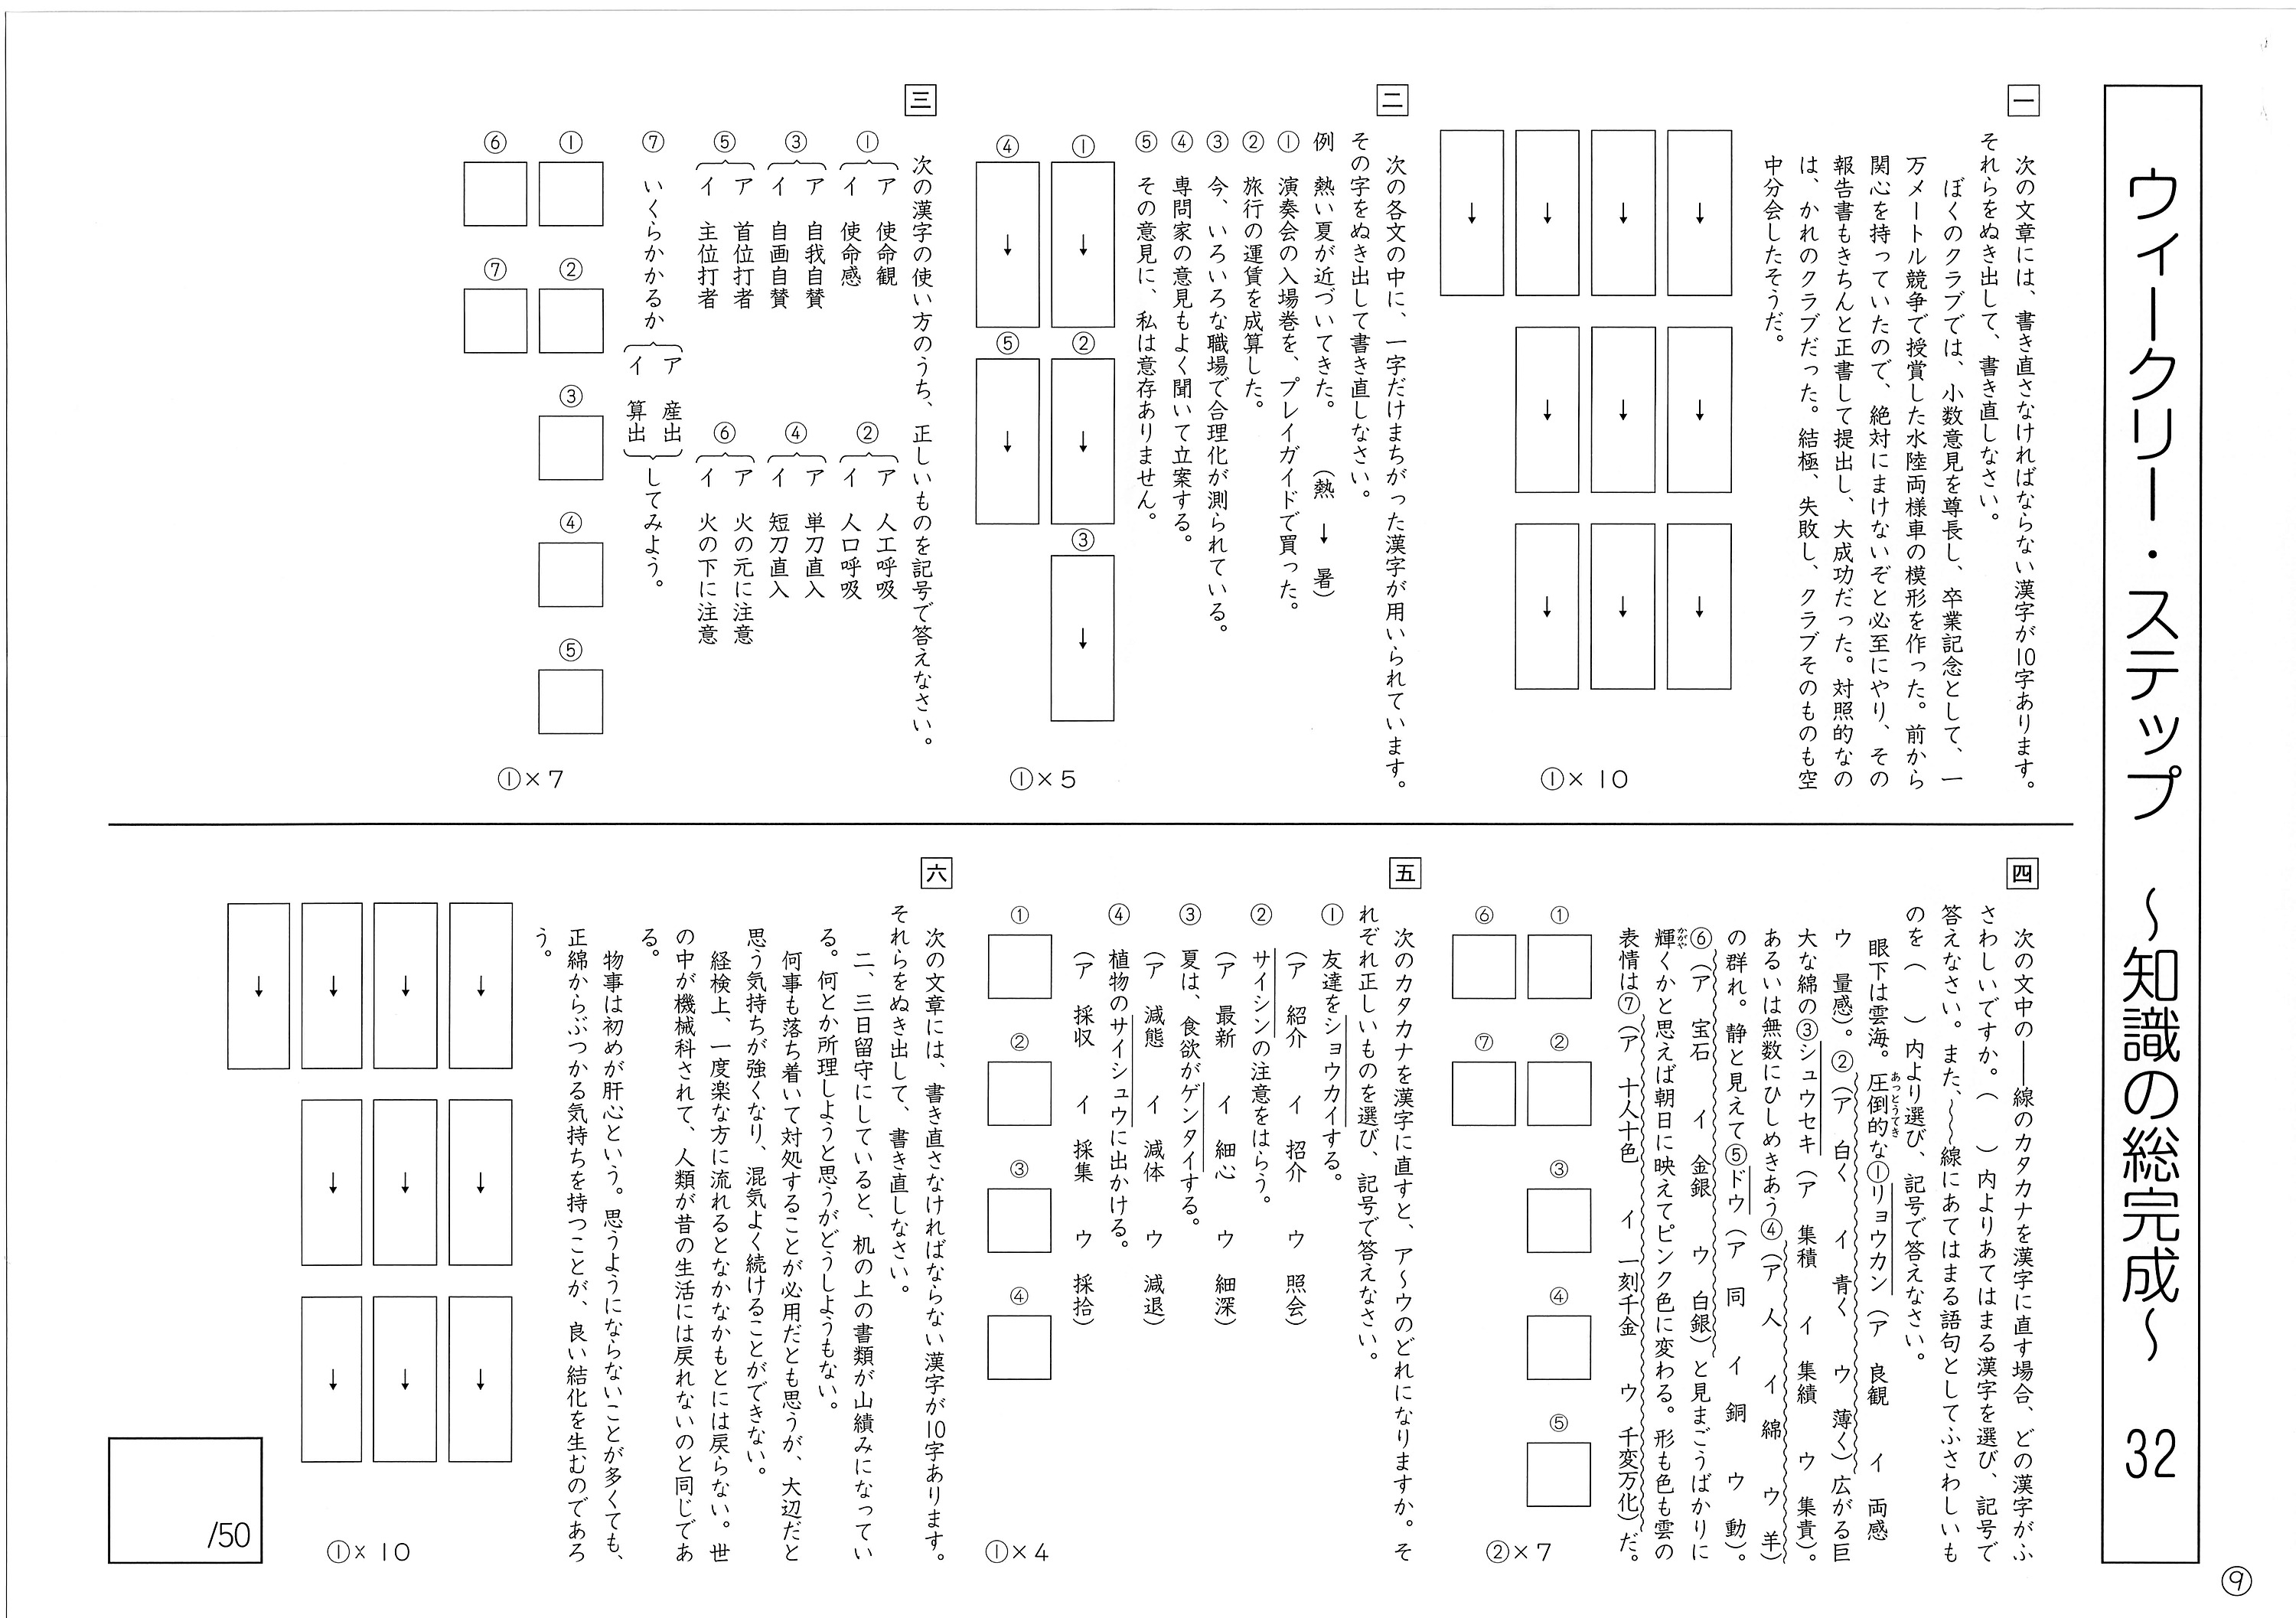 ウィークリー・ステップ　～知識の総完成～　32
一
次の文章には、書き直さなければならない漢字が10字あります。
それらをぬき出して、書き直しなさい。
ぼくのクラブでは、小数意見を尊長し、卒業記念として、一
万メートル競争で授賞した水陸両様車の模形を作った。前から
関心を持っていたので、絶対にまけないぞと必至にやり、その
報告書もきちんと正書して提出し、大成功だった。対照的なの
は、かれのクラブだった。結極、失敗し、クラブそのものも空
中分会したそうだ。
↓ ↓ ↓
↓ ↓ ↓
↓ ↓ ↓
↓
①×10
二
次の各文の中に、一字だけまちがった漢字が用いられています。
その字をぬき出して書き直しなさい。
例　熱い夏が近づいてきた。　（熱 → 暑）
①　演奏会の入場巻を、プレイガイドで買った。
②　旅行の運賃を成算した。
③　今、いろいろな職場で合理化が測られている。
④　専問家の意見もよく聞いて立案する。
⑤　その意見に、私は意存ありません。
① ↓ ② ↓ ③ ↓
④ ↓ ⑤ ↓
①×5
三
次の漢字の使い方のうち、正しいものを記号で答えなさい。
①　ア　使命観　イ　使命感
②　ア　人工呼吸　イ　人口呼吸
③　ア　自我自賛　イ　自画自賛
④　ア　単刀直入　イ　短刀直入
⑤　ア　首位打者　イ　主位打者
⑥　ア　火の元に注意　イ　火の下に注意
⑦　いくらかかるか　ア　産出　イ　算出　してみよう。
① ② ③ ④ ⑤
⑥ ⑦
①×7
四
次の文中の――線のカタカナを漢字に直す場合、どの漢字がふ
さわしいですか。（　）内よりあてはまる漢字を選び、記号で
答えなさい。また、～～線にあてはまる語句としてふさわしいも
のを（　）内より選び、記号で答えなさい。
眼下は雲海。圧倒的な①リョウカン（ア　良観　イ　両感
あっとうてき
ウ　量感）。②（ア　白く　イ　青く　ウ　薄く）広がる巨
大な綿の③シュウセキ（ア　集積　イ　集績　ウ　集責）。
あるいは無数にひしめきあう④（ア　人　イ　綿　ウ　羊）
の群れ。静と見えて⑤ドウ（ア　同　イ　銅　ウ　動）。
⑥（ア　宝石　イ　金銀　ウ　白銀）と見まごうばかりに
輝くかと思えば朝日に映えてピンク色に変わる。形も色も雲の
かがや
表情は⑦（ア　十人十色　イ　一刻千金　ウ　千変万化）だ。
① ② ③ ④ ⑤
⑥ ⑦
②×7
五
次のカタカナを漢字に直すと、ア～ウのどれになりますか。そ
れぞれ正しいものを選び、記号で答えなさい。
①　友達をショウカイする。
（ア　紹介　イ　招介　ウ　照会）
②　サイシンの注意をはらう。
（ア　最新　イ　細心　ウ　細深）
③　夏は、食欲がゲンタイする。
（ア　減態　イ　減体　ウ　減退）
④　植物のサイシュウに出かける。
（ア　採収　イ　採集　ウ　採拾）
① ② ③ ④
①×4
六
次の文章には、書き直さなければならない漢字が10字あります。
それらをぬき出して、書き直しなさい。
二、三日留守にしていると、机の上の書類が山績みになってい
る。何とか所理しようと思うがどうしようもない。
何事も落ち着いて対処することが必用だとも思うが、大辺だと
思う気持ちが強くなり、混気よく続けることができない。
経検上、一度楽な方に流れるとなかなかもとには戻らない。世
の中が機械科されて、人類が昔の生活には戻れないのと同じであ
る。
物事は初めが肝心という。思うようにならないことが多くても、
正綿からぶつかる気持ちを持つことが、良い結化を生むのであろ
う。
↓ ↓ ↓
↓ ↓ ↓
↓ ↓ ↓
↓
①×10
/50
⑨